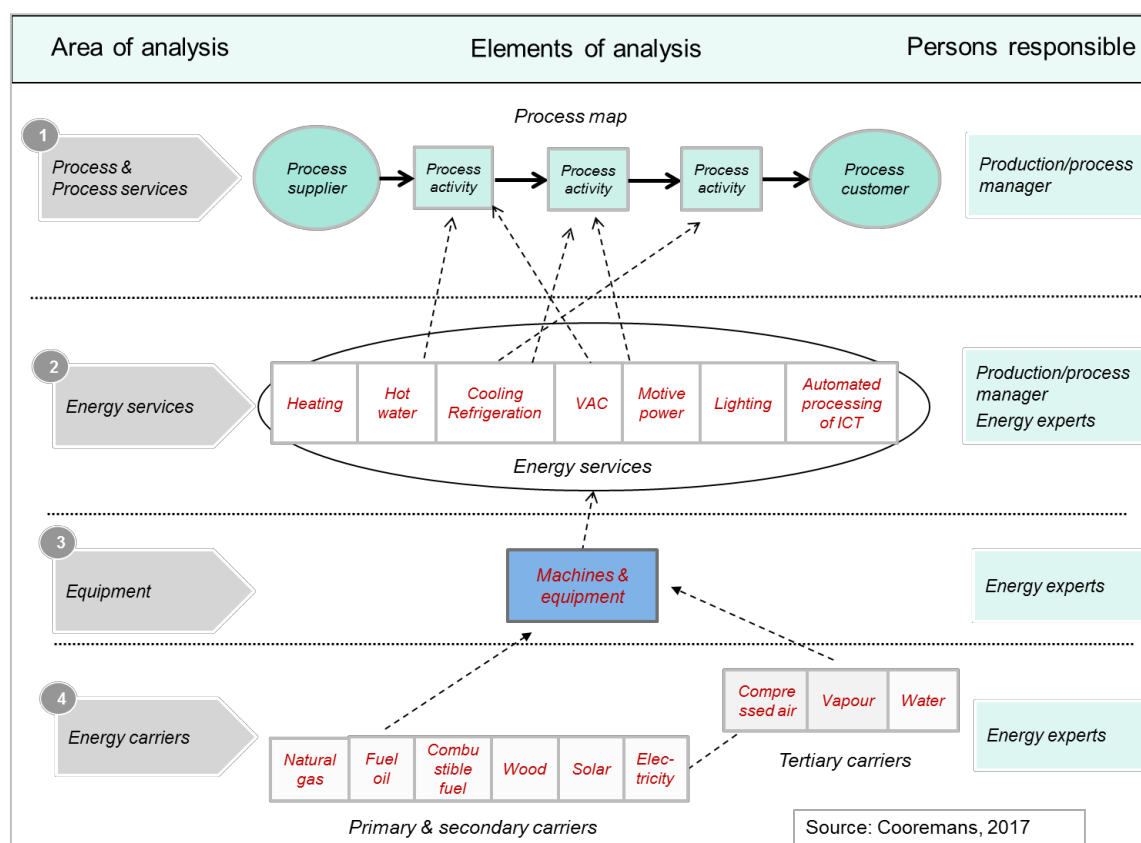 Area of analysis
Elements of analysis
Persons responsible
Process map
1
Process &
Process services
Process
supplier
Process
activity
Process
activity
Process
activity
Process
customer
Production/process
manager
2
Energy services
Heating
Hot
water
Cooling
Refrigeration
VAC
Motive
power
Lighting
Automated
processing
of ICT
Energy services
Production/process
manager
Energy experts
3
Equipment
Machines &
equipment
Energy experts
4
Energy carriers
Natural
gas
Fuel
oil
Combu
stible
fuel
Wood
Solar
Elec-
tricity
Primary & secondary carriers
Compre
ssed air
Vapour
Water
Tertiary carriers
Energy experts
Source: Cooremans, 2017